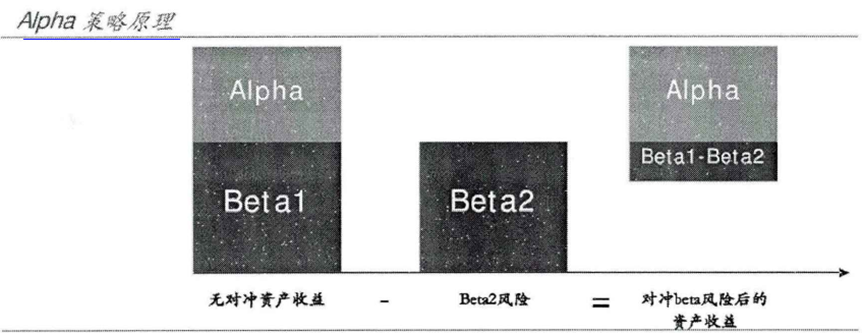 Alpha 策略原理
Alpha
Beta1
Beta2
Alpha
Beta1-Beta2
无对冲资产收益
-
Beta2风险
=
对冲beta风险后的
资产收益